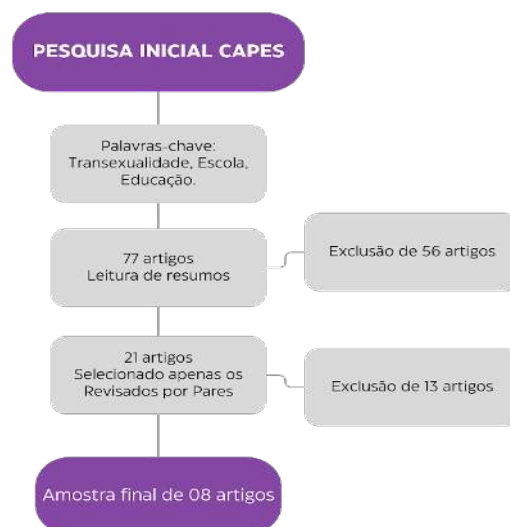 PESQUISA INICIAL CAPES
Palavras-chave:
Transexualidade, Escola,
Educação.
77 artigos
Leitura de resumos
Exclusão de 56 artigos
21 artigos
Selecionado apenas os
Revisados por Pares
Exclusão de 13 artigos
Amostra final de 08 artigos